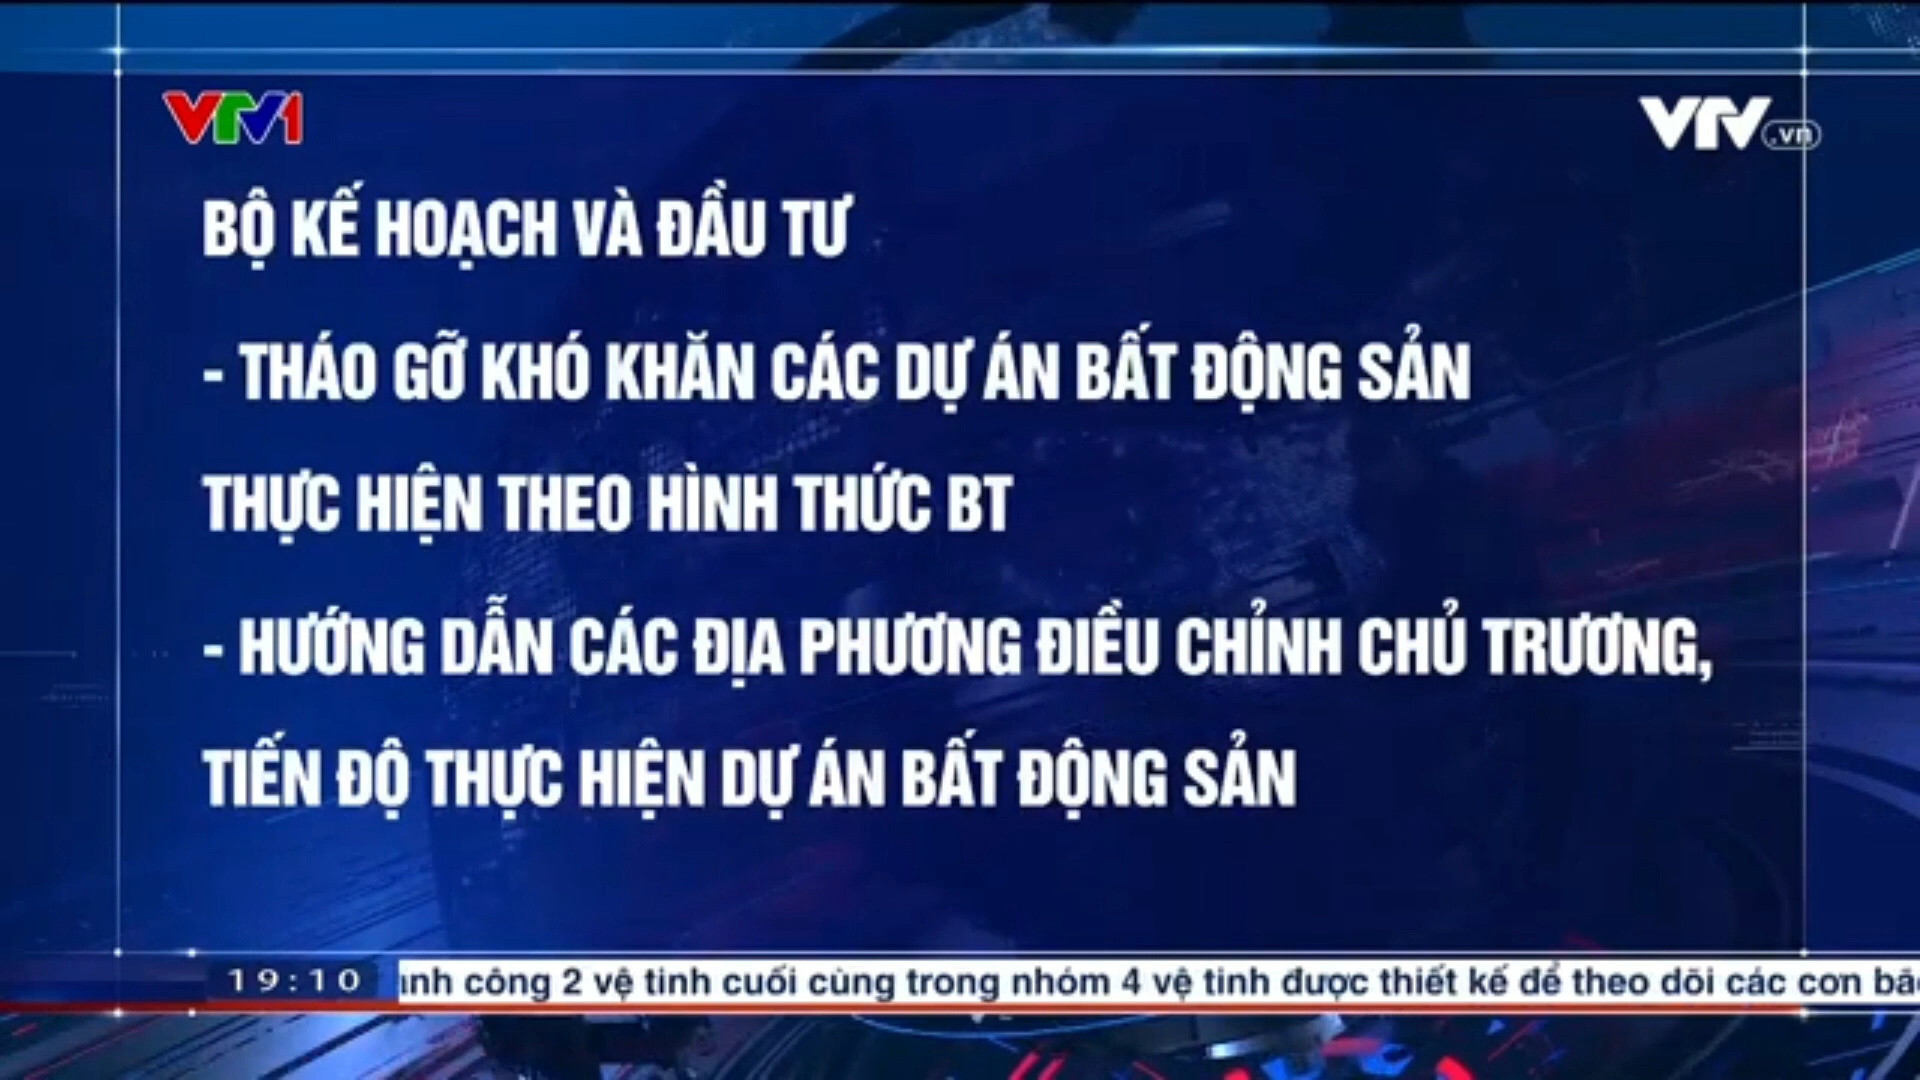 VTV1
VTV.vn
BỘ KẾ HOẠCH VÀ ĐẦU TƯ
- THÁO GỠ KHÓ KHĂN CÁC DỰ ÁN BẤT ĐỘNG SẢN
THỰC HIỆN THEO HÌNH THỨC BT
- HƯỚNG DẪN CÁC ĐỊA PHƯƠNG ĐIỀU CHỈNH CHỦ TRƯƠNG,
TIẾN ĐỘ THỰC HIỆN DỰ ÁN BẤT ĐỘNG SẢN
19:10 công 2 vệ tinh cuối cùng trong nhóm 4 vệ tinh được thiết kế để theo dõi các cơn